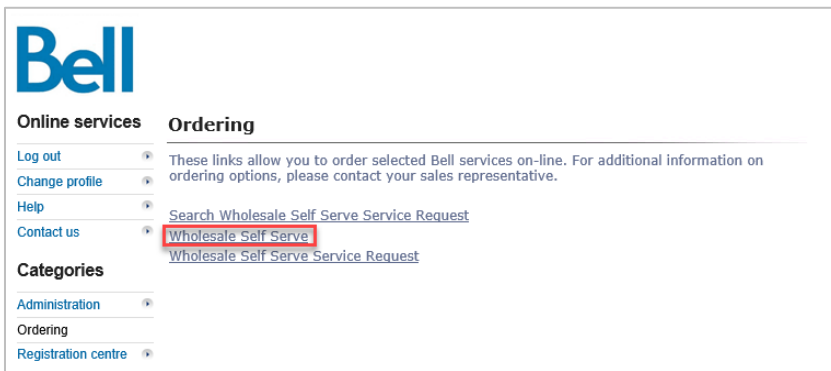 Bell
Online services
Log out
Change profile
Help
Contact us
Categories
Administration
Ordering
Registration centre
Ordering
These links allow you to order selected Bell services on-line. For additional information on
ordering options, please contact your sales representative.
Search Wholesale Self Serve Service Request
Wholesale Self Serve
Wholesale Self Serve Service Request